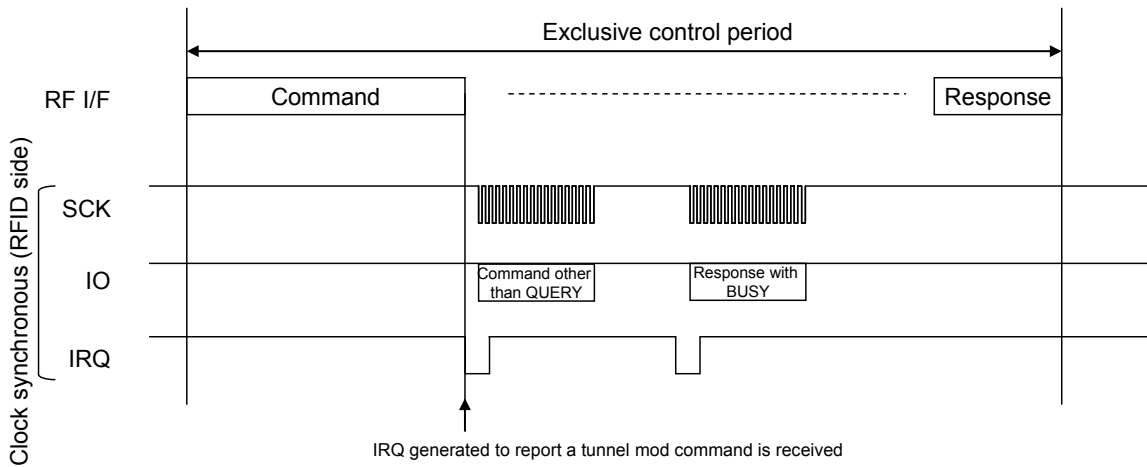 Exclusive control period
RF I/F
Command
Response
Clock synchronous (RFID side)
SCK
IO
Command other
than QUERY
Response with
BUSY
IRQ
IRQ generated to report a tunnel mod command is received